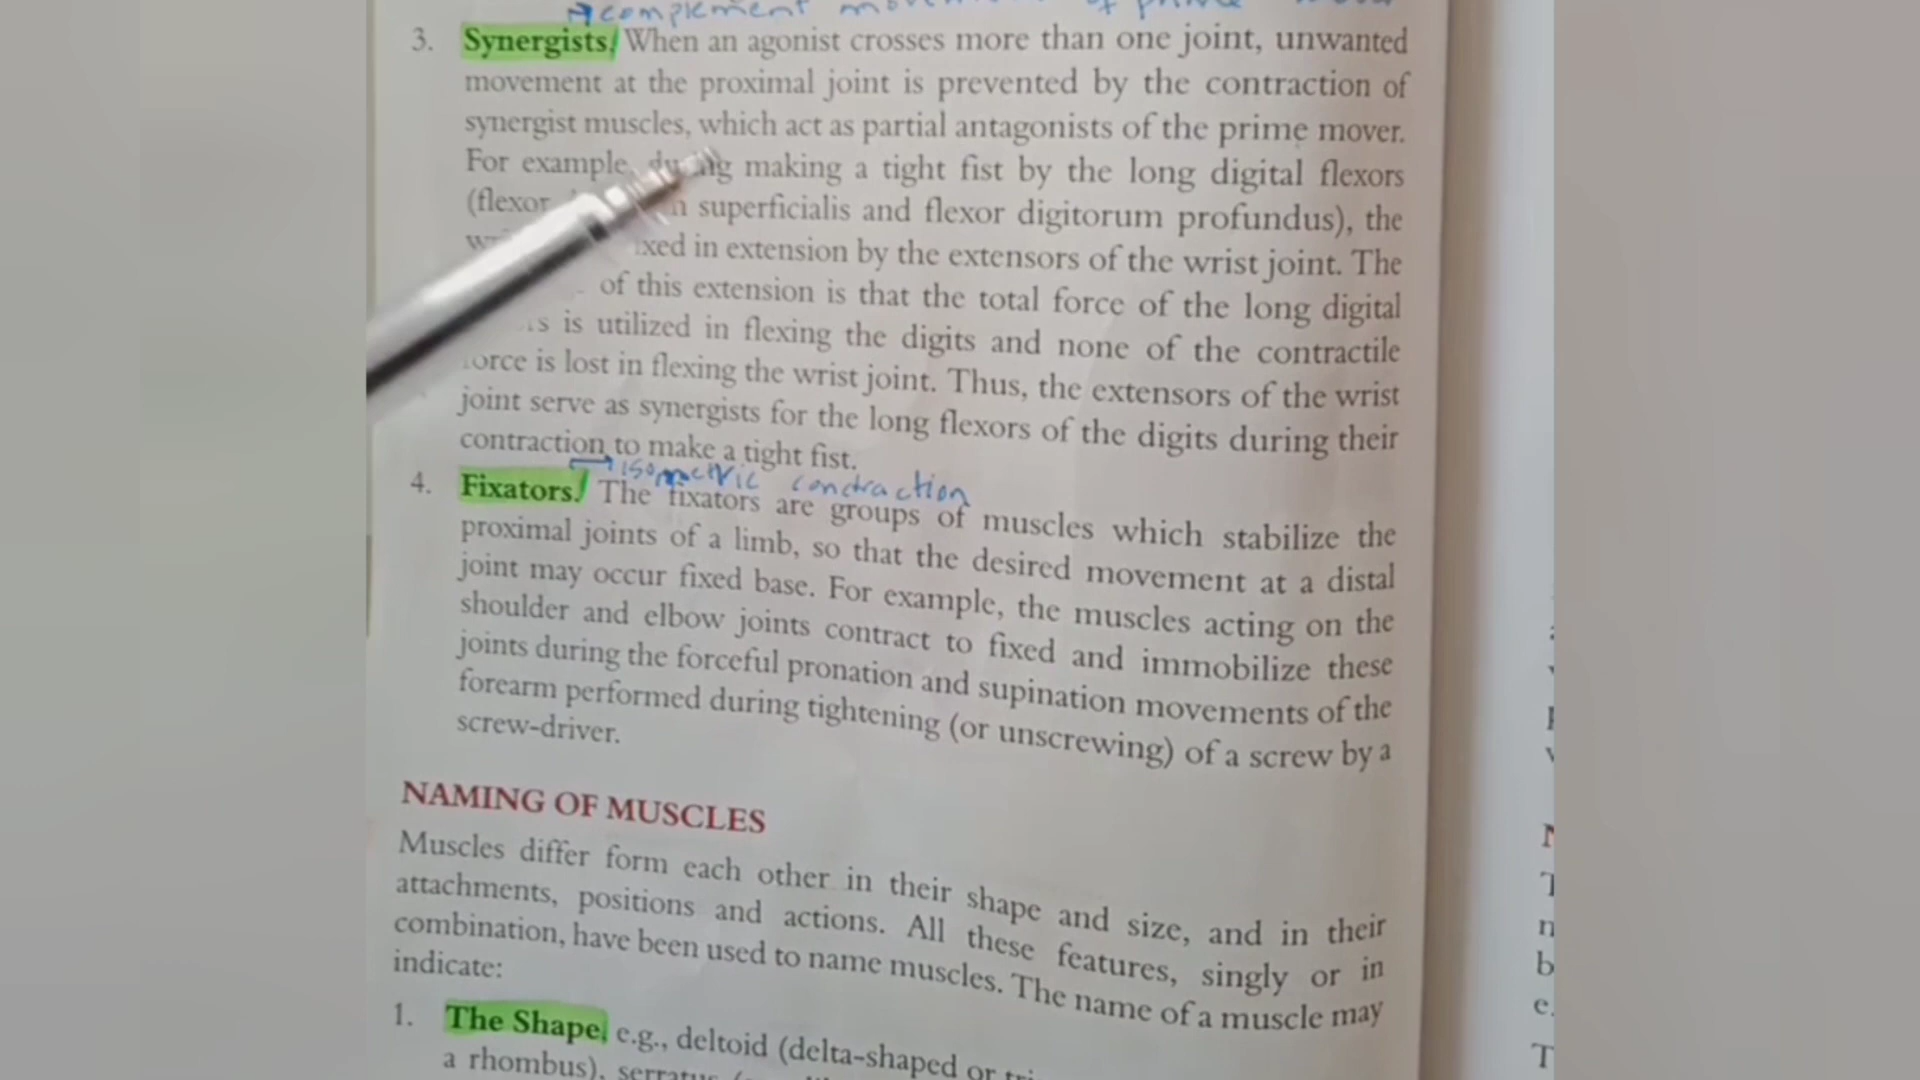 complement
3. Synergists. When an agonist crosses more than one joint, unwanted
movement at the proximal joint is prevented by the contraction of
synergist muscles, which act as partial antagonists of the prime mover.
For example, making a tight fist by the long digital flexors
(flexor superficialis and flexor digitorum profundus), the
in extension by the extensors of the wrist joint. The
of this extension is that the total force of the long digital
is utilized in flexing the digits and none of the contractile
force is lost in flexing the wrist joint. Thus, the extensors of the wrist
joint serve as synergists for the long flexors of the digits during their
contraction to make a tight fist.
isometric contraction
4. Fixators. The fixators are groups of muscles which stabilize the
proximal joints of a limb, so that the desired movement at a distal
joint may occur fixed base. For example, the muscles acting on the
shoulder and elbow joints contract to fixed and immobilize these
joints during the forceful pronation and supination movements of the
forearm performed during tightening (or unscrewing) of a screw by a
screw-driver.
NAMING OF MUSCLES
Muscles differ form each other in their shape and size, and in their
attachments, positions and actions. All these features, singly or in
combination, have been used to name muscles. The name of a muscle may
indicate:
1. The Shape, e.g., deltoid (delta-shaped or
a rhombus), serratus